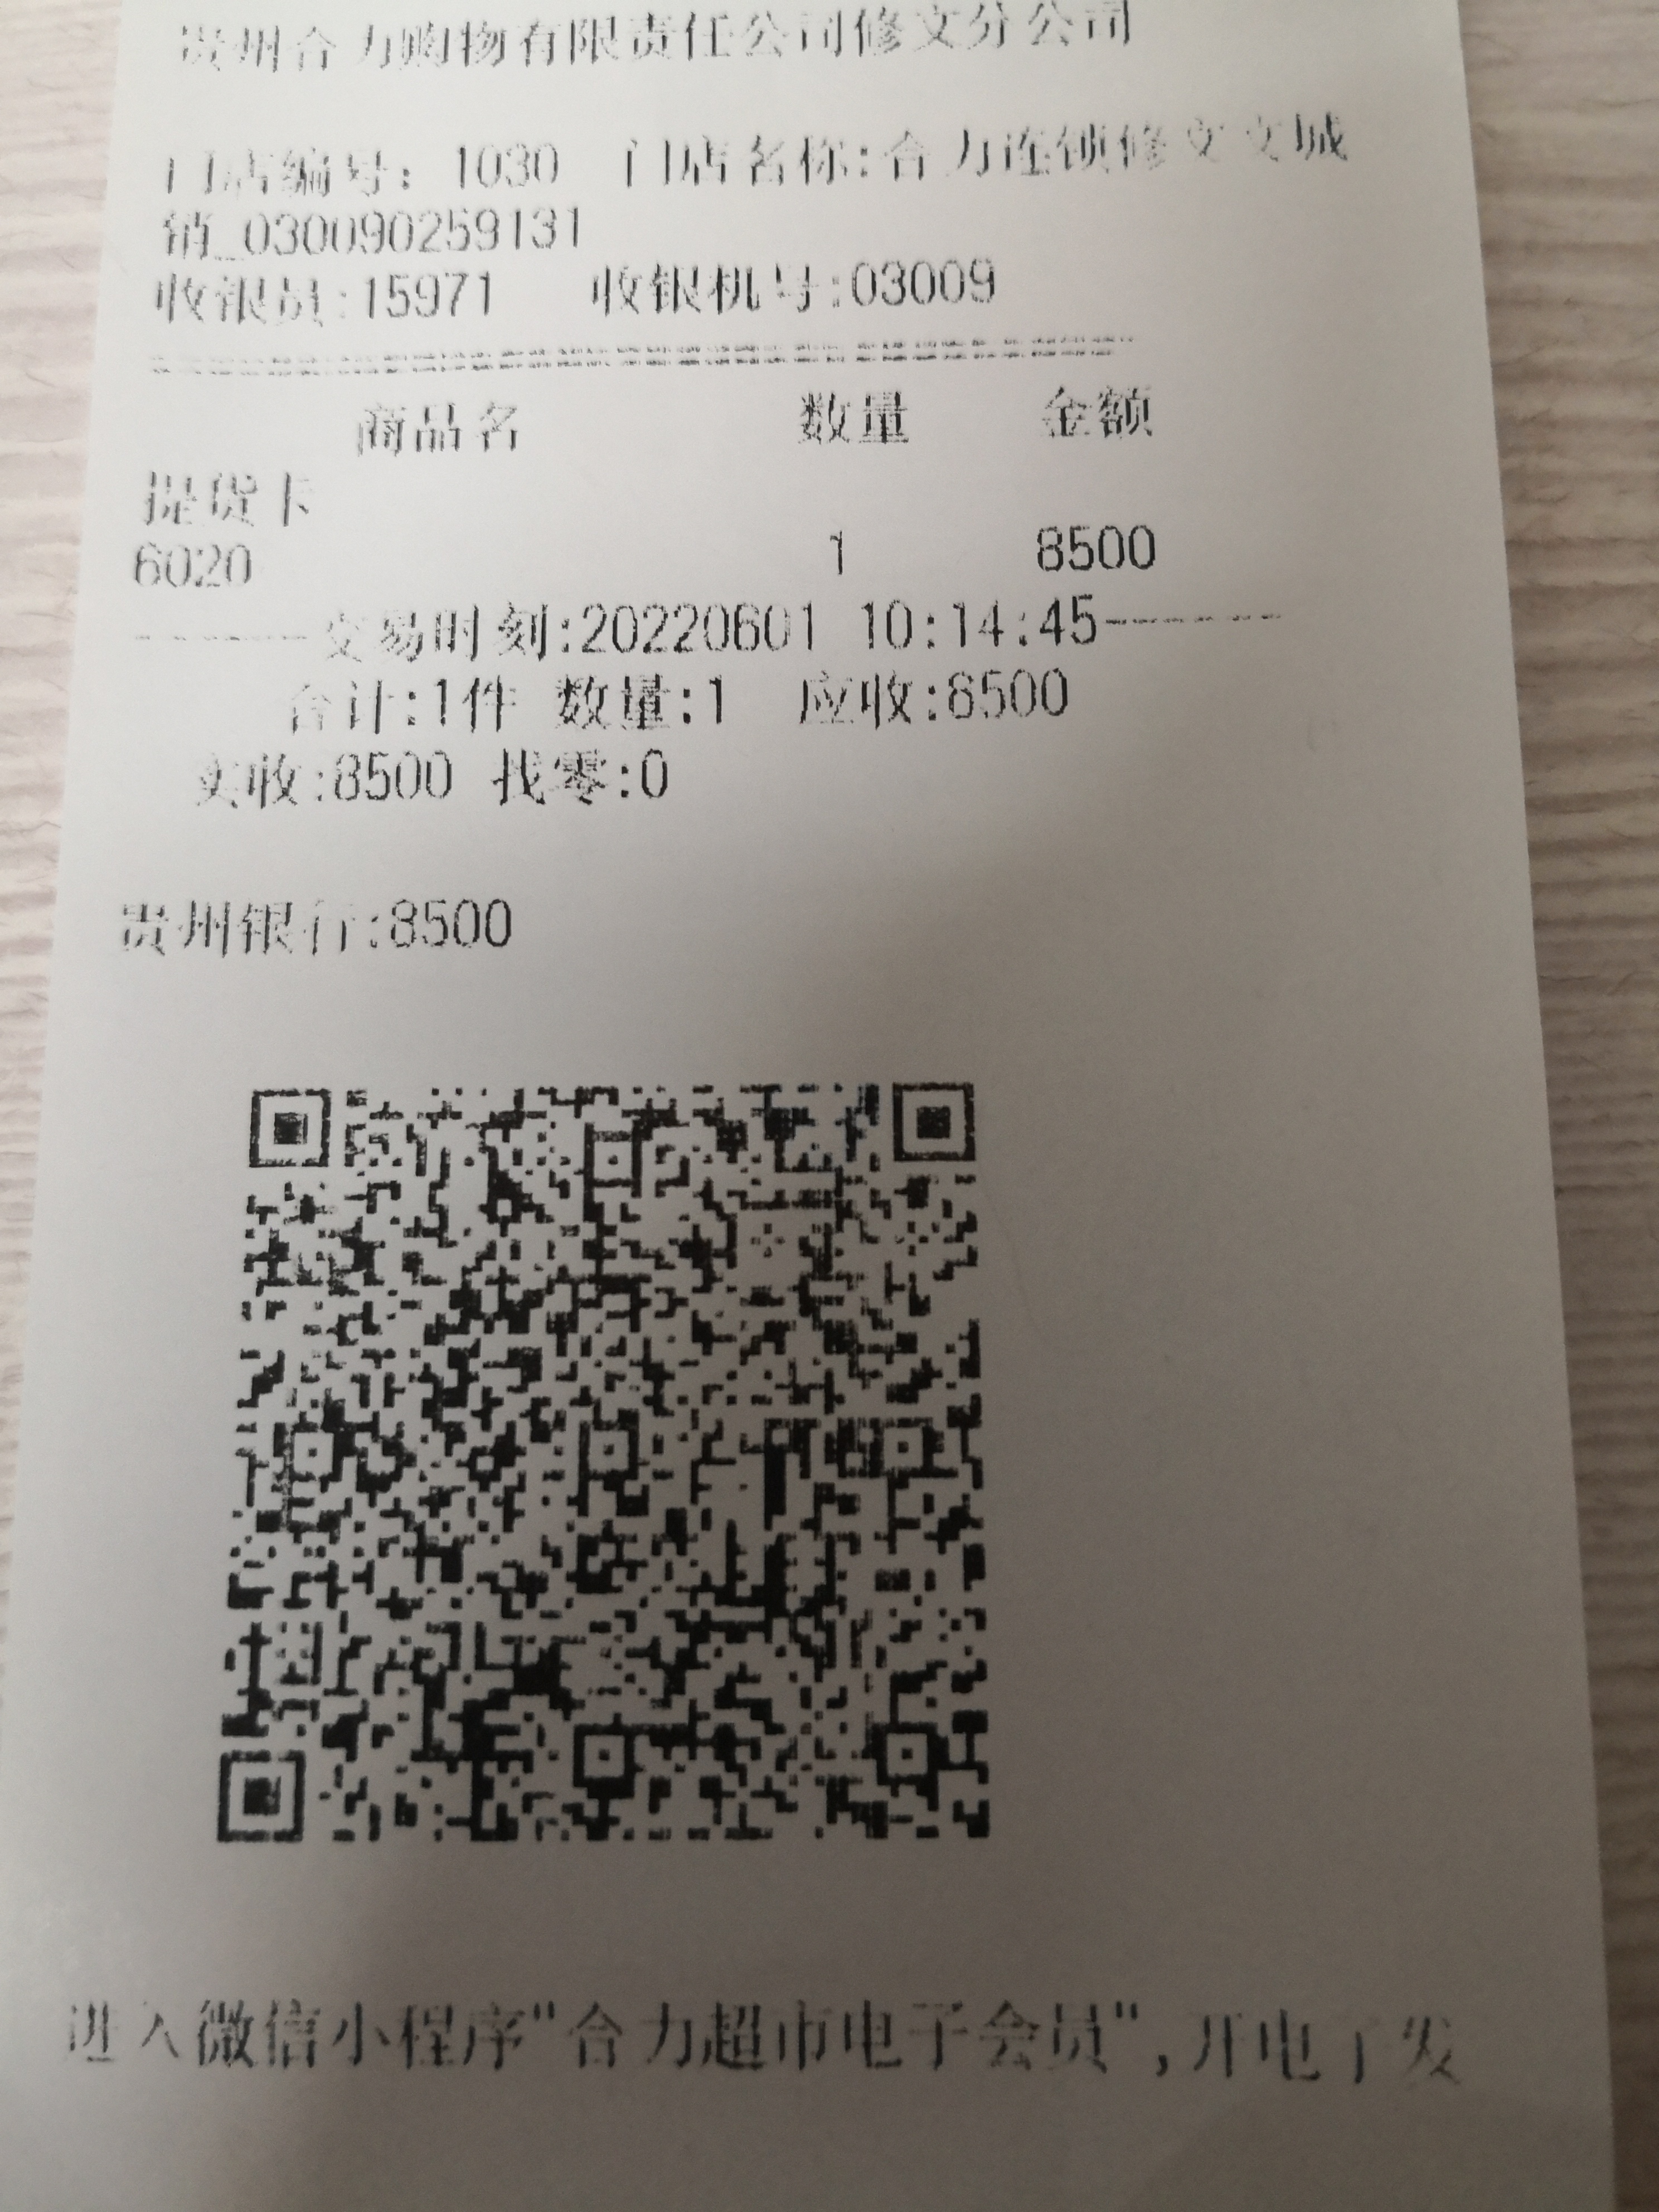 贵州合力购物有限责任公司修文分公司
门店编号: 1030 门店名称:合力连锁修文文城
销_030090259131
收银员:15971 收银机号:03009
商品名 数量 金额
提货卡
6020 1 8500
--------交易时刻:20220601 10:14:45--------
合计:1件 数量:1 应收:8500
实收:8500 找零:0
贵州银行:8500
进入微信小程序"合力超市电子会员",开电子发